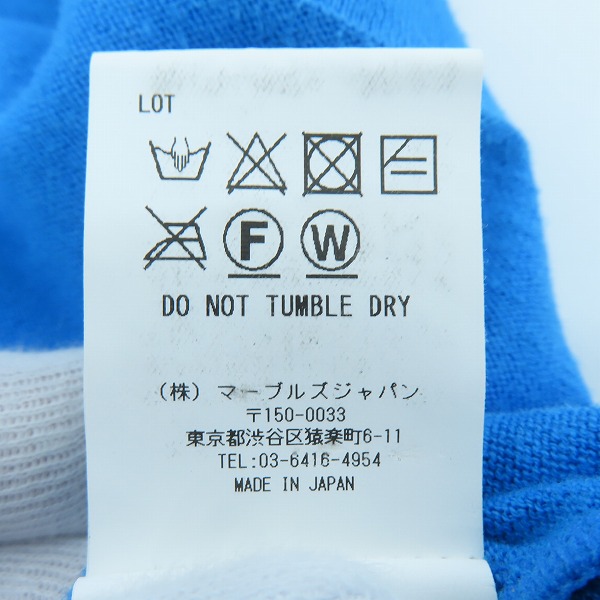 LOT
F W
DO NOT TUMBLE DRY
(株) マーブルズジャパン
〒150-0033
東京都渋谷区猿楽町6-11
TEL:03-6416-4954
MADE IN JAPAN